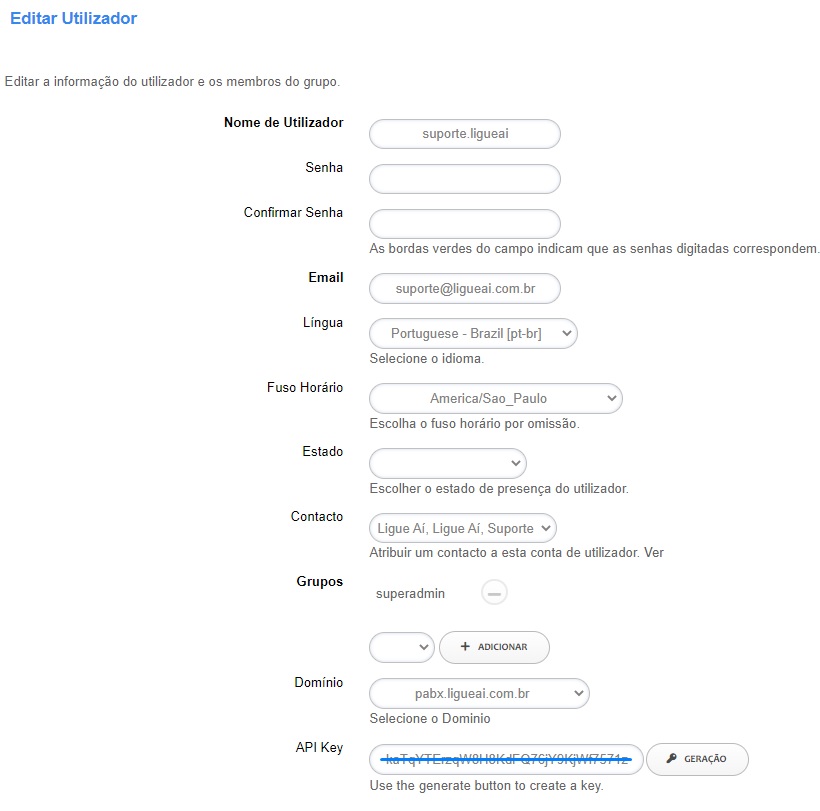 Editar Utilizador
Editar a informação do utilizador e os membros do grupo.
Nome de Utilizador suporte.ligueai
Senha
Confirmar Senha
As bordas verdes do campo indicam que as senhas digitadas correspondem.
Email suporte@ligueai.com.br
Língua Portuguese - Brazil [pt-br]
Selecione o idioma.
Fuso Horário America/Sao_Paulo
Escolha o fuso horário por omissão.
Estado
Escolher o estado de presença do utilizador.
Contacto Ligue Aí, Ligue Aí, Suporte
Atribuir um contacto a esta conta de utilizador. Ver
Grupos superadmin
+ ADICIONAR
Domínio pabx.ligueai.com.br
Selecione o Dominio
API Key GERAÇÃO
Use the generate button to create a key.